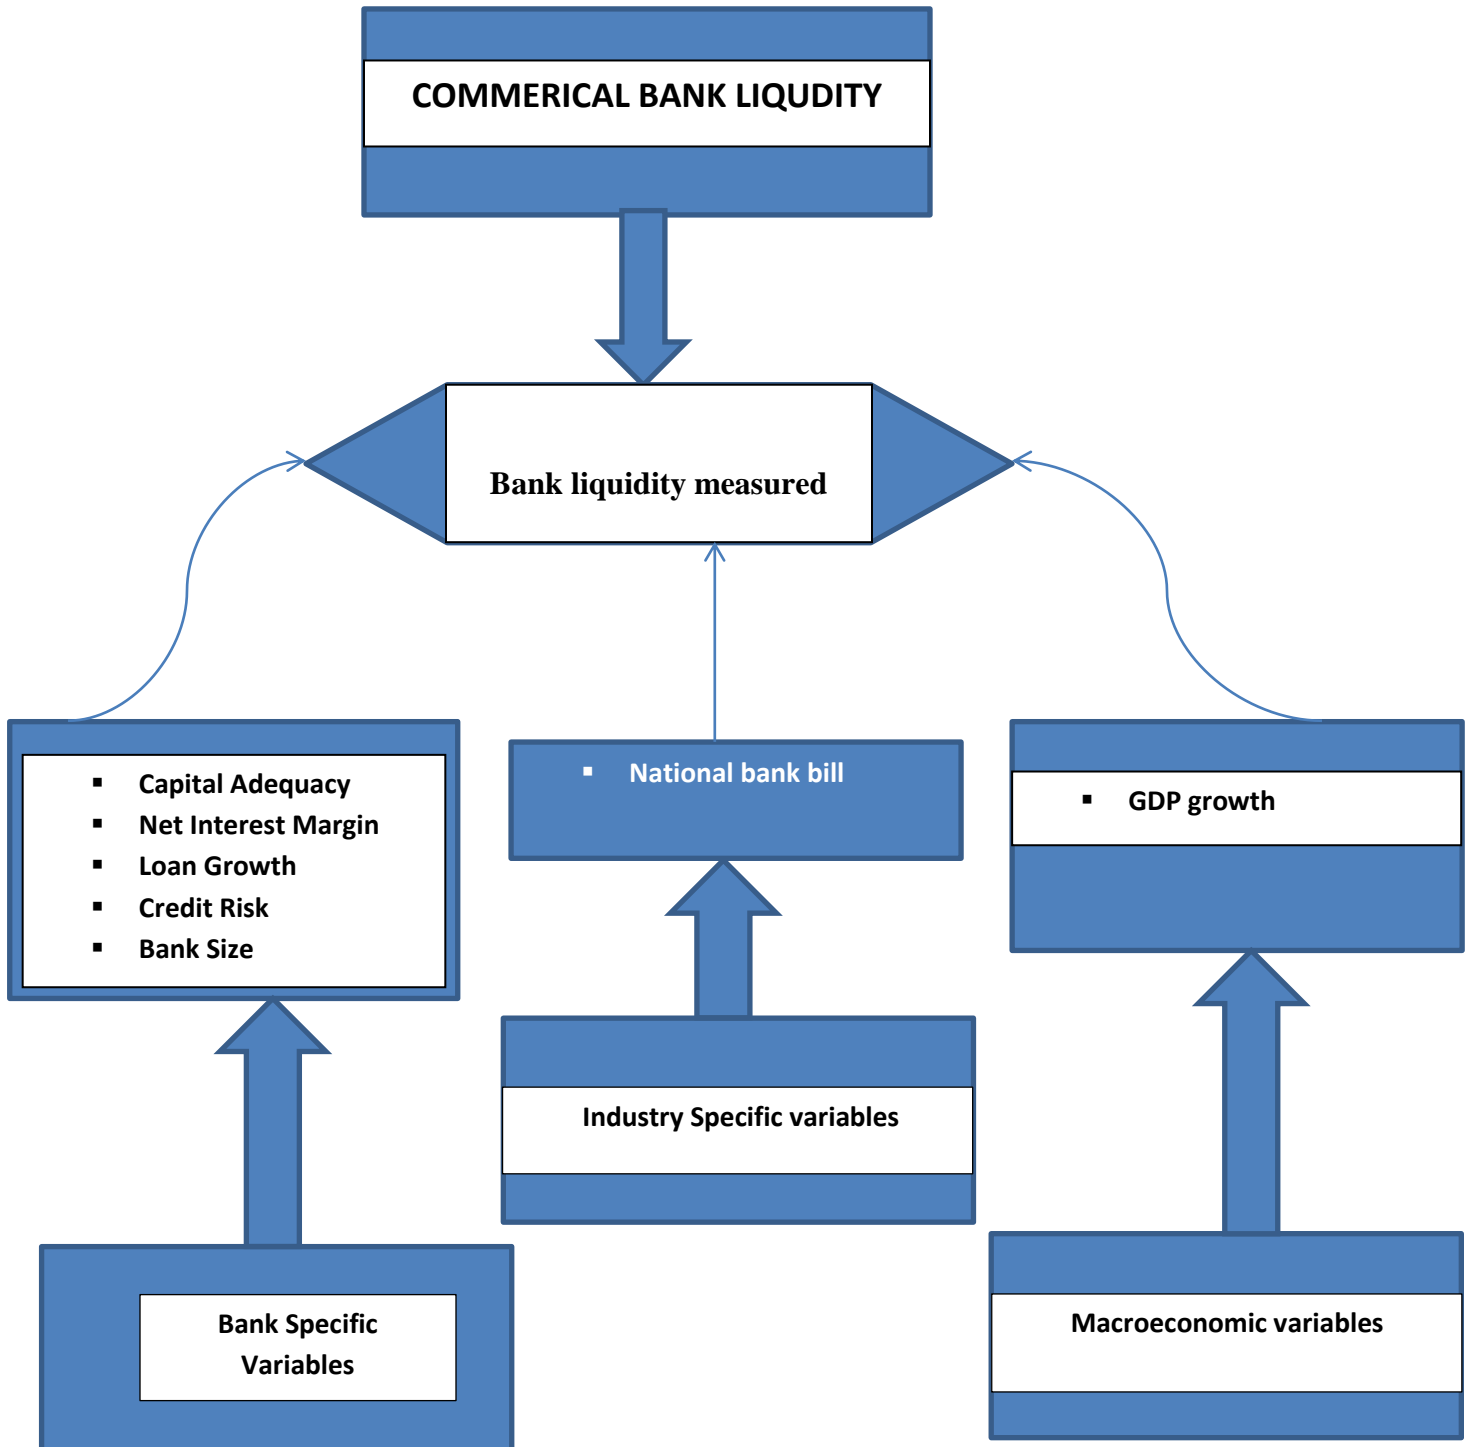 COMMERICAL BANK LIQUDITY
Bank liquidity measured
▪ Capital Adequacy
▪ Net Interest Margin
▪ Loan Growth
▪ Credit Risk
▪ Bank Size
▪ National bank bill
▪ GDP growth
Industry Specific variables
Bank Specific
Variables
Macroeconomic variables